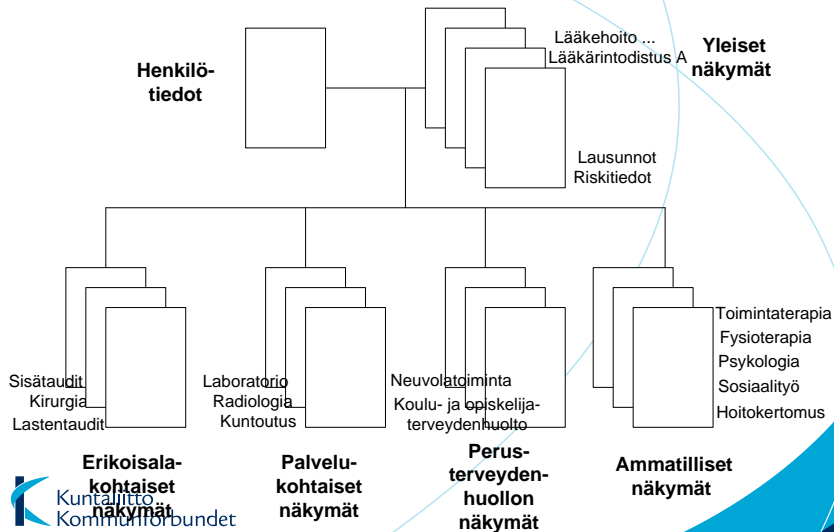 Henkilö-
tiedot
Lääkehoito ...
Lääkärintodistus A
Yleiset
näkymät
Lausunnot
Riskitiedot
Sisätaudit
Kirurgia
Lastentaudit
Erikoisala-
kohtaiset
näkymät
Laboratorio
Radiologia
Kuntoutus
Palvelu-
kohtaiset
näkymät
Neuvolatoiminta
Koulu- ja opiskelija-
terveydenhuolto
Perus-
terveyden-
huollon
näkymät
Toimintaterapia
Fysioterapia
Psykologia
Sosiaalityö
Hoitokertomus
Ammatilliset
näkymät
Kuntaliitto
Kommunförbundet